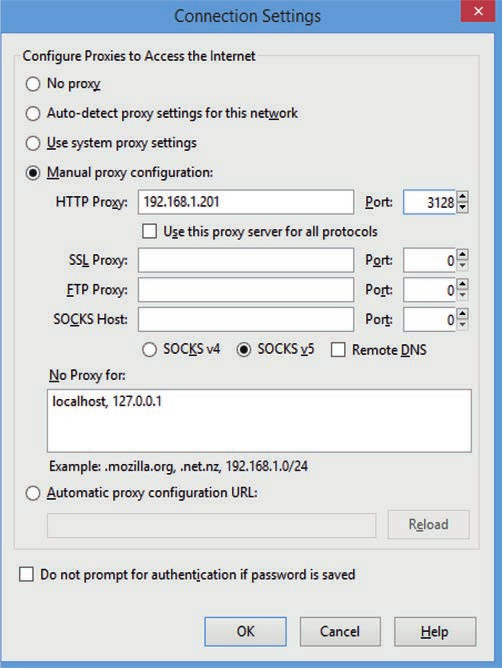 Connection Settings
Configure Proxies to Access the Internet
No proxy
Auto-detect proxy settings for this network
Use system proxy settings
Manual proxy configuration:
HTTP Proxy: 192.168.1.201 Port: 3128
Use this proxy server for all protocols
SSL Proxy: Port: 0
FTP Proxy: Port: 0
SOCKS Host: Port: 0
SOCKS v4 SOCKS v5 Remote DNS
No Proxy for:
localhost, 127.0.0.1
Example: .mozilla.org, .net.nz, 192.168.1.0/24
Automatic proxy configuration URL:
Reload
Do not prompt for authentication if password is saved
OK Cancel Help